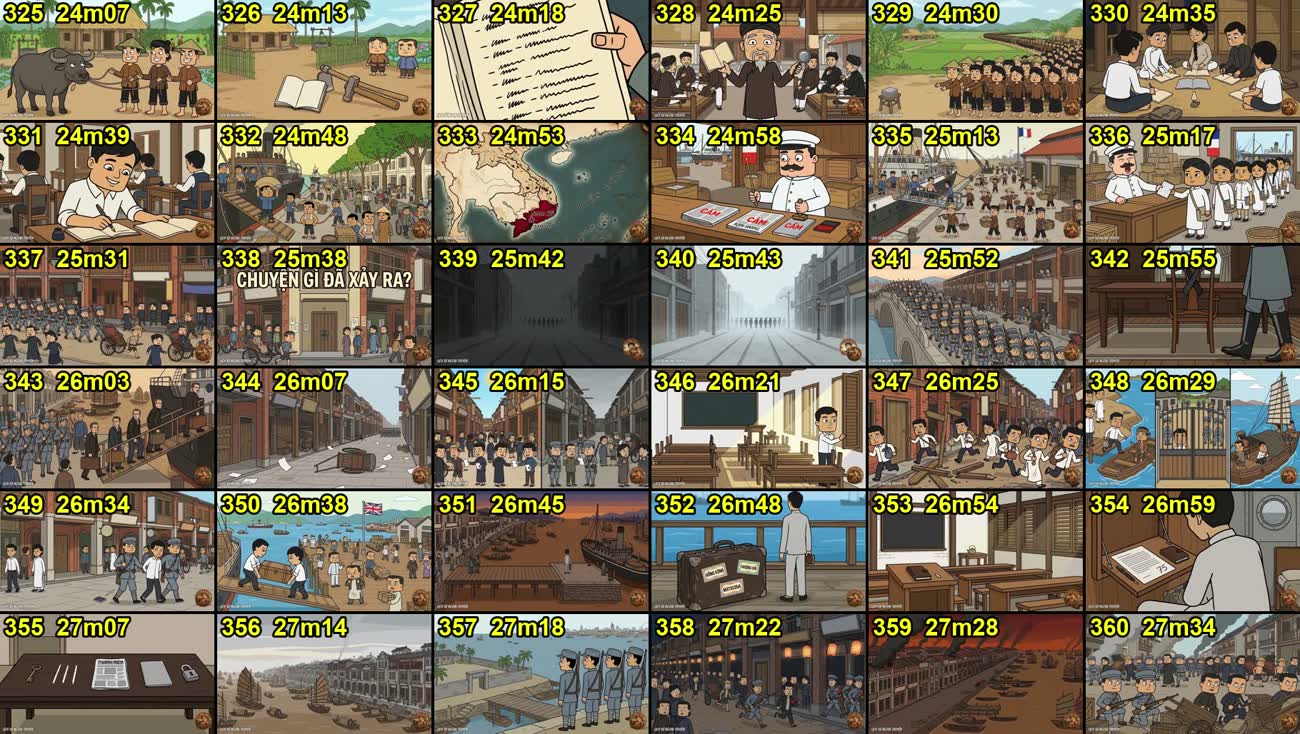 325 24m07
326 24m13
327 24m18
328 24m25
329 24m30
330 24m35
331 24m39
332 24m48
333 24m53
334 24m58
CẤM
CẤM
CẤM
335 25m13
336 25m17
337 25m31
338 25m38
CHUYỆN GÌ ĐÃ XẢY RA?
339 25m42
340 25m43
341 25m52
342 25m55
343 26m03
344 26m07
345 26m15
346 26m21
347 26m25
348 26m29
349 26m34
350 26m38
351 26m45
352 26m48
353 26m54
354 26m59
75
355 27m07
356 27m14
357 27m18
358 27m22
359 27m28
360 27m34